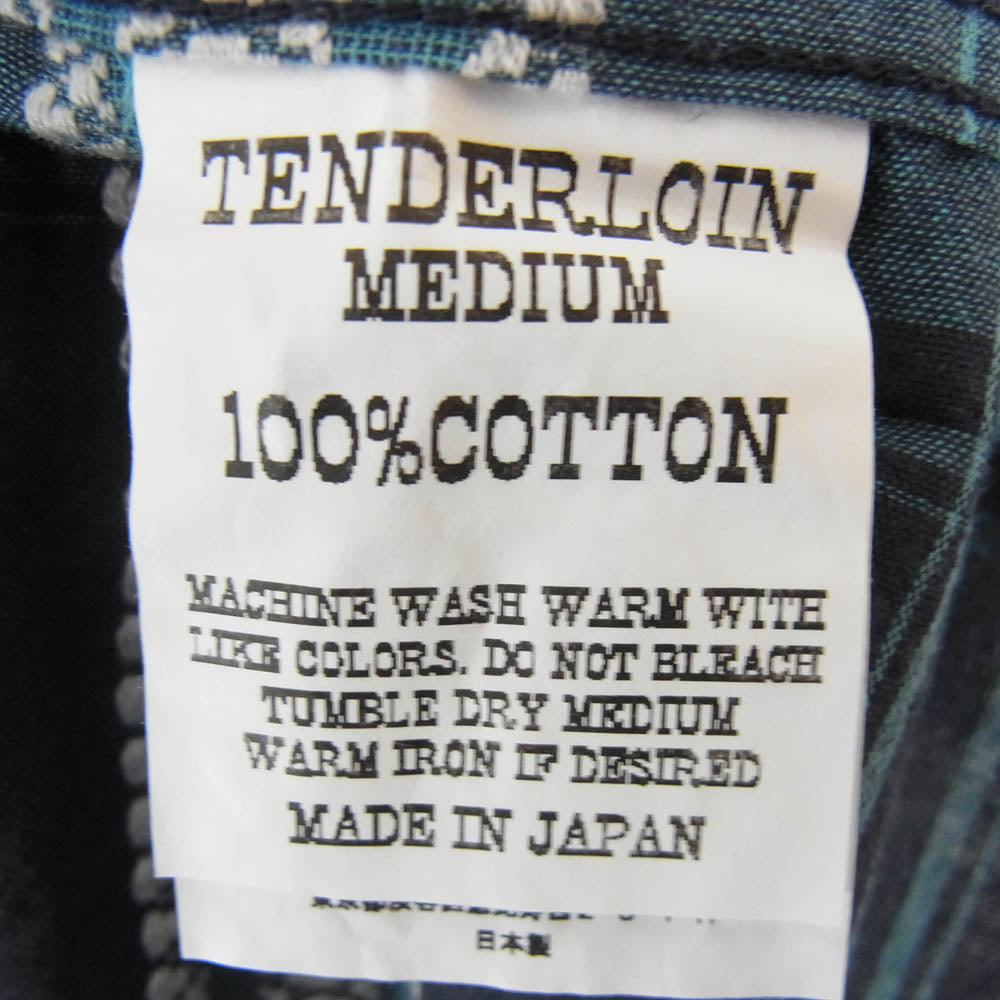 TENDERLOIN
MEDIUM
100%COTTON
MACHINE WASH WARM WITH
LIKE COLORS. DO NOT BLEACH
TUMBLE DRY MEDIUM
WARM IRON IF DESIRED
MADE IN JAPAN
日本製